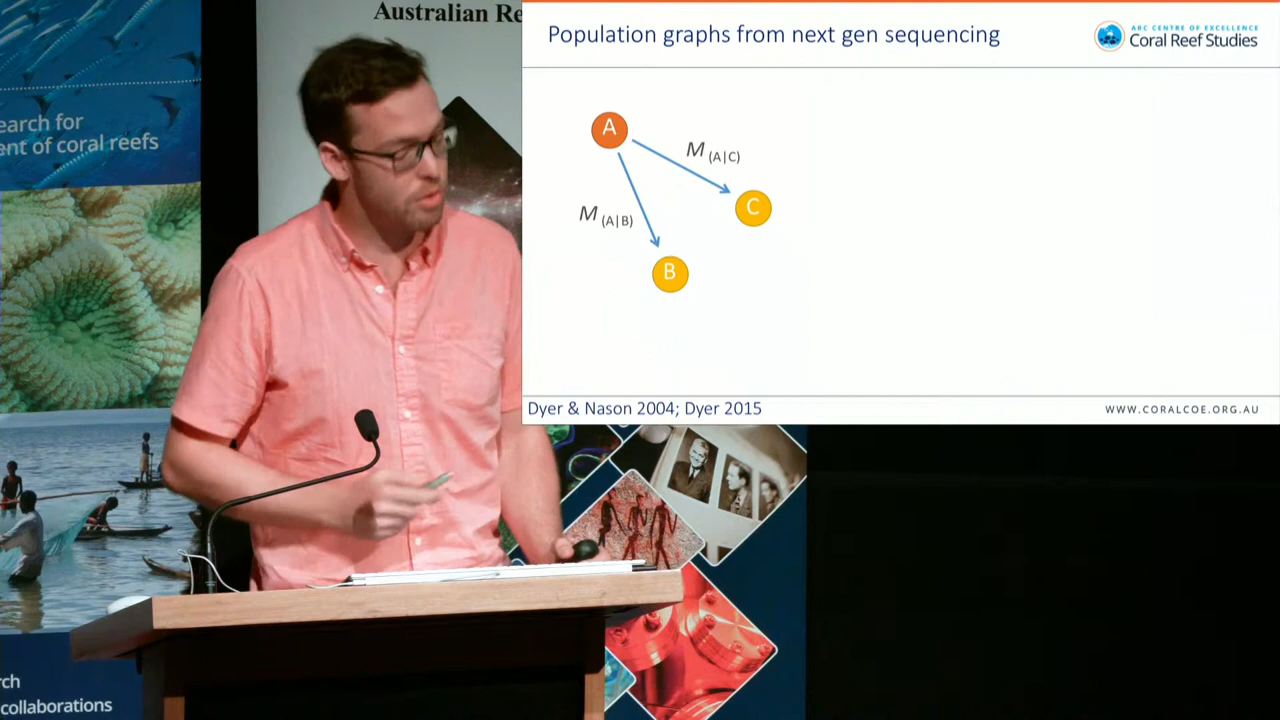 Australian Re
earch for
ent of coral reefs
rch
collaborations
Population graphs from next gen sequencing
ARC CENTRE OF EXCELLENCE
Coral Reef Studies
A
M (A|C)
C
M (A|B)
B
Dyer & Nason 2004; Dyer 2015
WWW.CORALCOE.ORG.AU